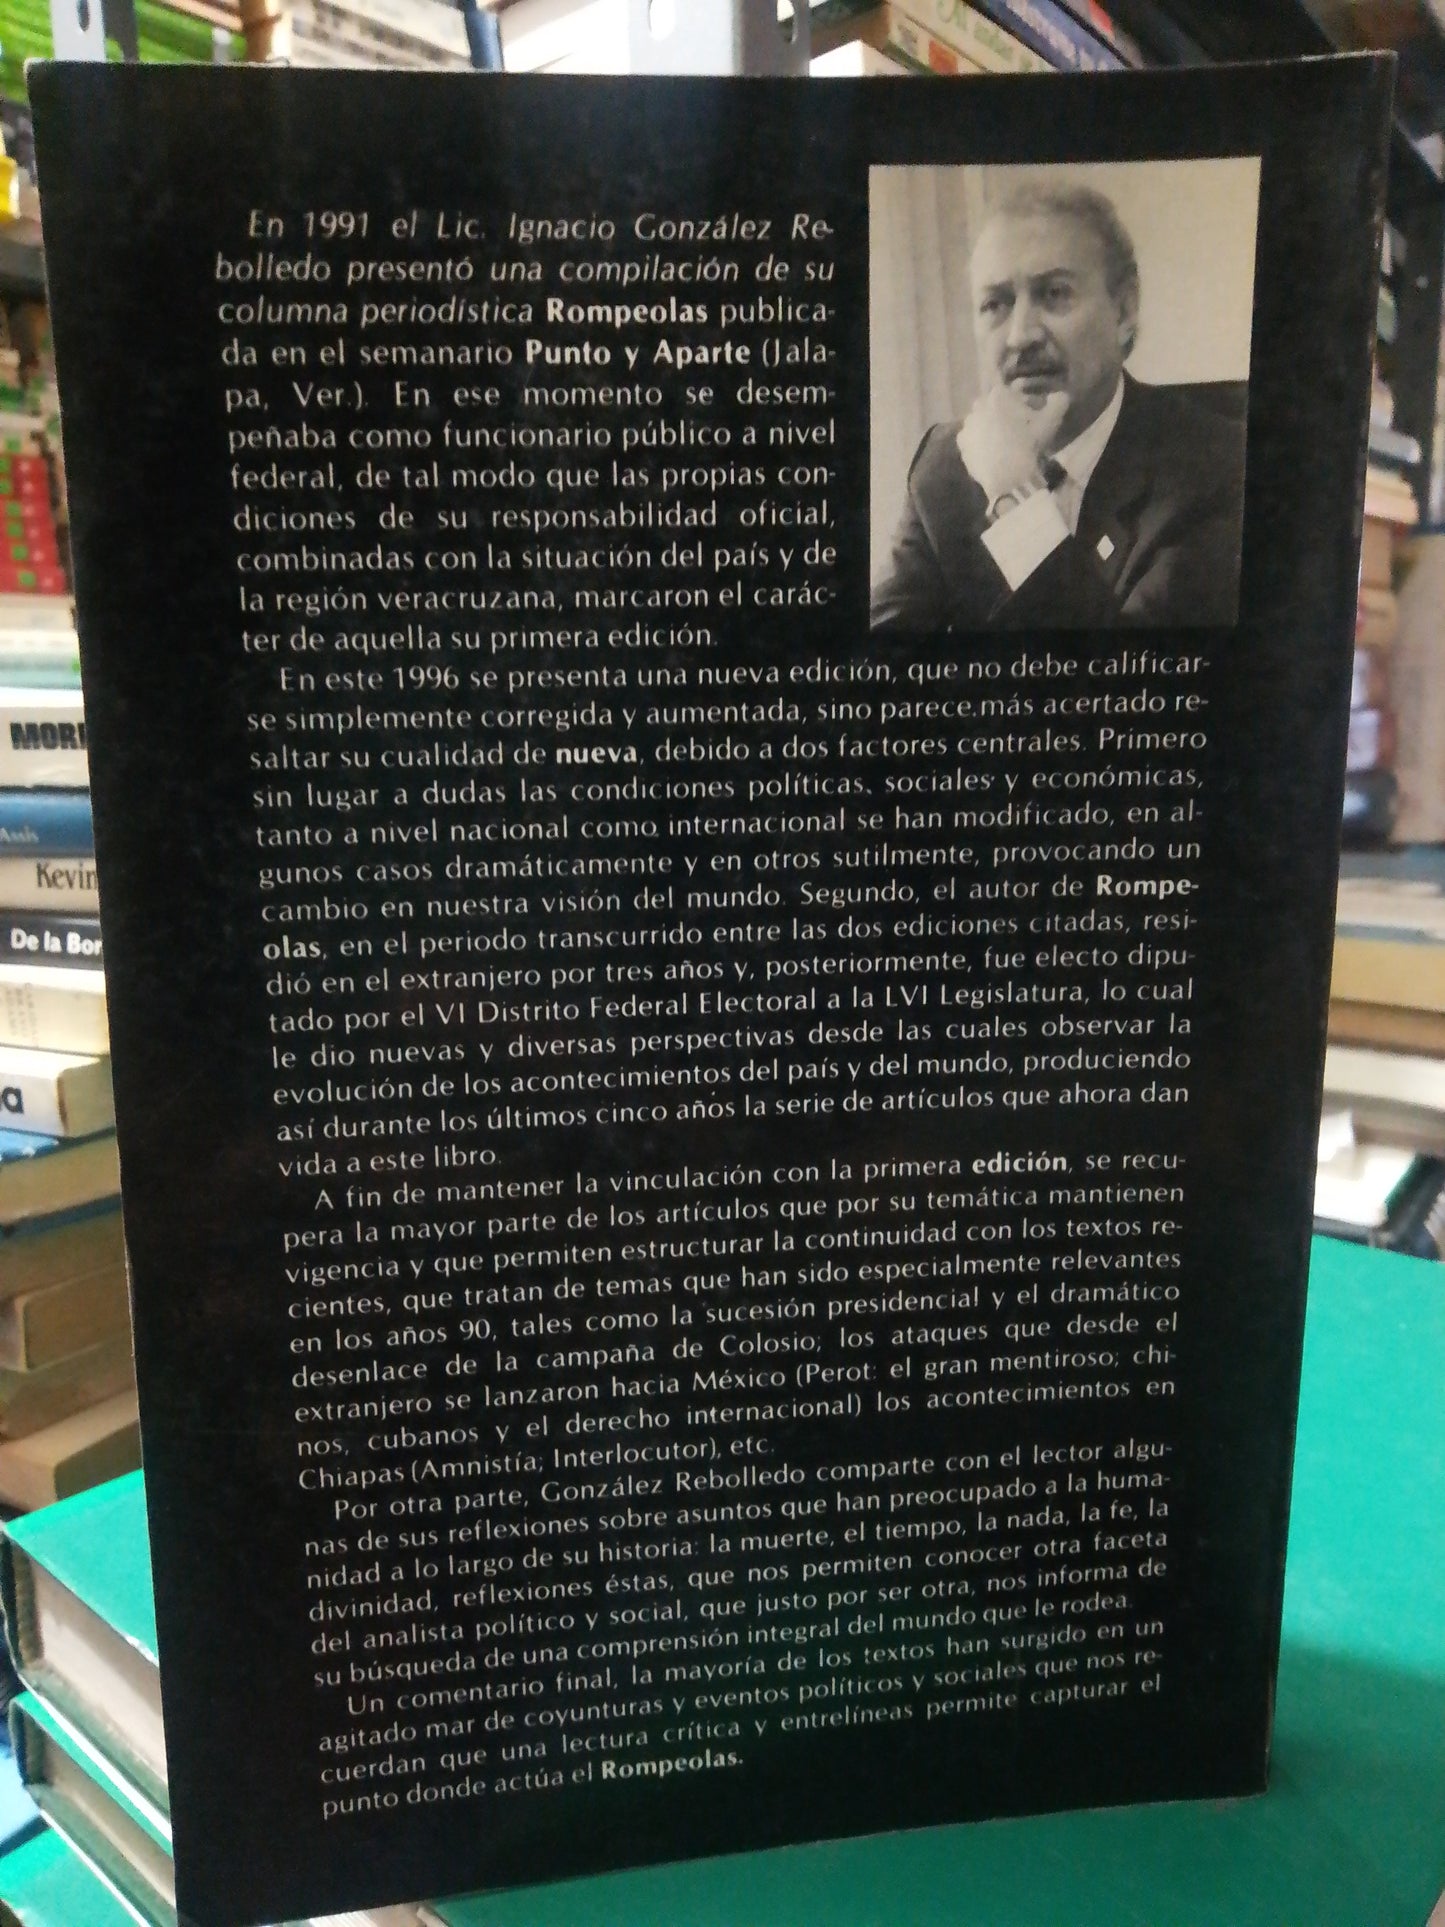 En 1991 el Lic. Ignacio González Re-
bolledo presentó una compilación de su
columna periodística Rompeolas publica-
da en el semanario Punto y Aparte (Jala-
pa, Ver.). En ese momento se desem-
peñaba como funcionario público a nivel
federal, de tal modo que las propias con-
diciones de su responsabilidad oficial,
combinadas con la situación del país y de
la región veracruzana, marcaron el carác-
ter de aquella su primera edición.
En este 1996 se presenta una nueva edición, que no debe calificar-
se simplemente corregida y aumentada, sino parece.más acertado re-
saltar su cualidad de nueva, debido a dos factores centrales. Primero
sin lugar a dudas las condiciones políticas, sociales y económicas,
tanto a nivel nacional como internacional se han modificado, en al-
gunos casos dramáticamente y en otros sutilmente, provocando un
cambio en nuestra visión del mundo. Segundo, el autor de Rompe-
olas, en el periodo transcurrido entre las dos ediciones citadas, resi-
dió en el extranjero por tres años y, posteriormente, fue electo dipu-
tado por el VI Distrito Federal Electoral a la LVI Legislatura, lo cual
le dio nuevas y diversas perspectivas desde las cuales observar la
evolución de los acontecimientos del país y del mundo, produciendo
así durante los últimos cinco años la serie de artículos que ahora dan
vida a este libro.
A fin de mantener la vinculación con la primera edición, se recu-
pera la mayor parte de los artículos que por su temática mantienen
vigencia y que permiten estructurar la continuidad con los textos re-
cientes, que tratan de temas que han sido especialmente relevantes
en los años 90, tales como la sucesión presidencial y el dramático
desenlace de la campaña de Colosio; los ataques que desde el
extranjero se lanzaron hacia México (Perot: el gran mentiroso; chi-
nos, cubanos y el derecho internacional) los acontecimientos en
Chiapas (Amnistía; Interlocutor), etc.
Por otra parte, González Rebolledo comparte con el lector algu-
nas de sus reflexiones sobre asuntos que han preocupado a la huma-
nidad a lo largo de su historia: la muerte, el tiempo, la nada, la fe, la
divinidad, reflexiones éstas, que nos permiten conocer otra faceta
del analista político y social, que justo por ser otra, nos informa de
su búsqueda de una comprensión integral del mundo que le rodea.
Un comentario final, la mayoría de los textos han surgido en un
agitado mar de coyunturas y eventos políticos y sociales que nos re-
cuerdan que una lectura crítica y entrelíneas permite capturar el
punto donde actúa el Rompeolas.
MORI
Assis
Kevin
De la Bor